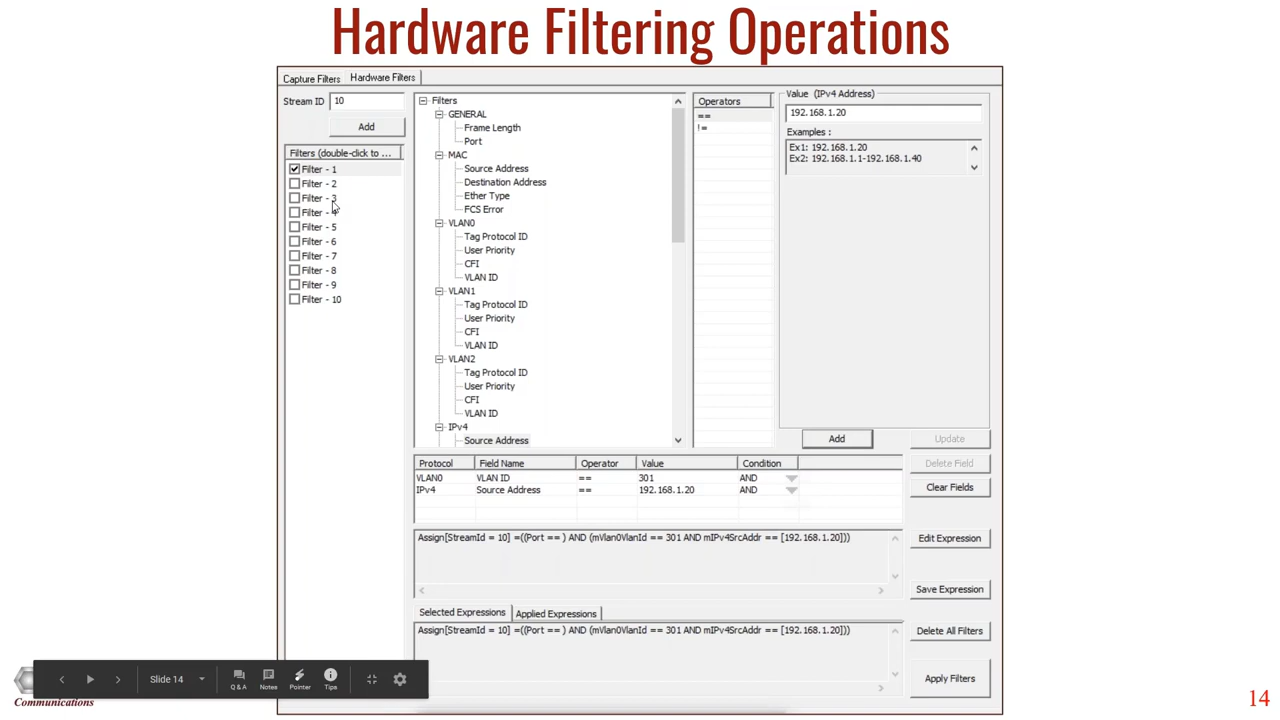 Hardware Filtering Operations
Capture Filters
Hardware Filters
Stream ID
10
Add
Filters (double-click to ...
Filter - 1
Filter - 2
Filter - 3
Filter - 4
Filter - 5
Filter - 6
Filter - 7
Filter - 8
Filter - 9
Filter - 10
Filters
GENERAL
Frame Length
Port
MAC
Source Address
Destination Address
Ether Type
FCS Error
VLAN0
Tag Protocol ID
User Priority
CFI
VLAN ID
VLAN1
Tag Protocol ID
User Priority
CFI
VLAN ID
VLAN2
Tag Protocol ID
User Priority
CFI
VLAN ID
IPv4
Source Address
Operators
==
!=
Value (IPv4 Address)
192.168.1.20
Examples :
Ex1: 192.168.1.20
Ex2: 192.168.1.1-192.168.1.40
Add
Update
Delete Field
Clear Fields
Protocol Field Name Operator Value Condition
VLAN0 VLAN ID == 301 AND
IPv4 Source Address == 192.168.1.20 AND
Assign[StreamId = 10] =((Port == ) AND (mVlan0VlanId == 301 AND mIPv4SrcAddr == [192.168.1.20]))
Edit Expression
Save Expression
Selected Expressions
Applied Expressions
Assign[StreamId = 10] =((Port == ) AND (mVlan0VlanId == 301 AND mIPv4SrcAddr == [192.168.1.20]))
Delete All Filters
Apply Filters
Slide 14
Q & A
Notes
Pointer
Tips
Communications
14